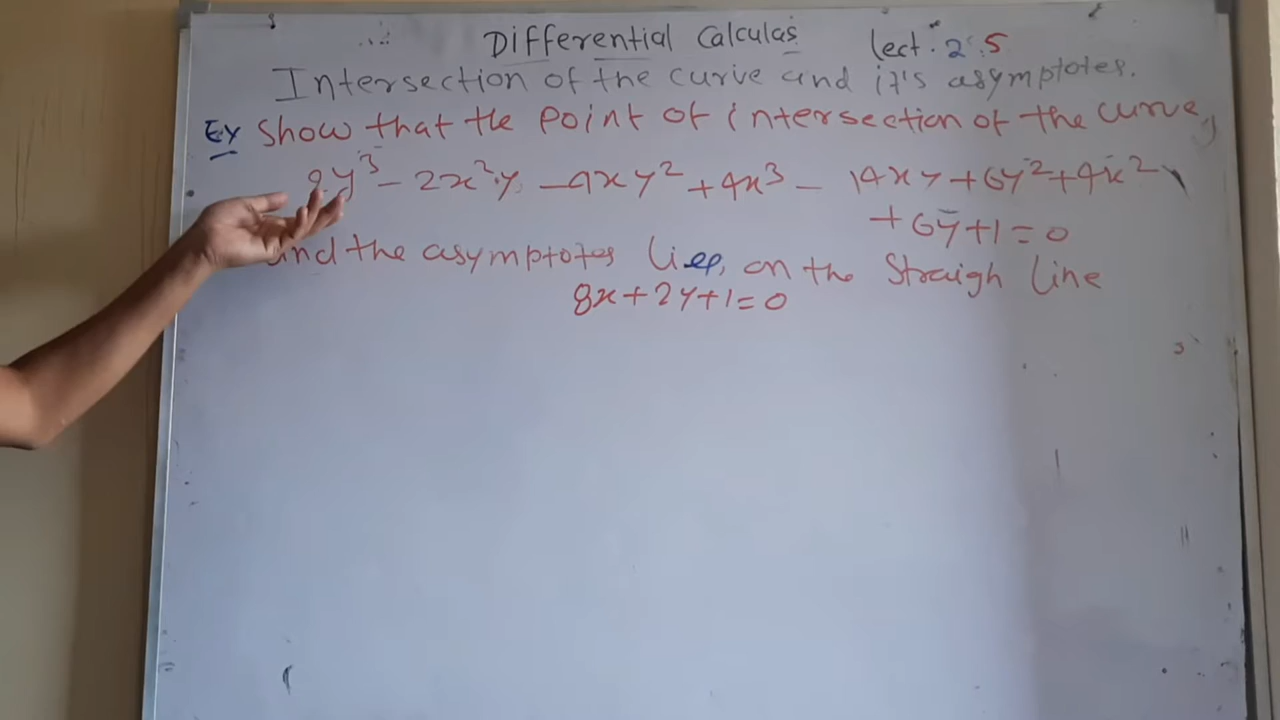 Differential Calculas Lect. 2.5
Intersection of the curve and it's asymptotes.
Ex Show that the point of intersection of the curve,
2y³ - 2x²y - 4xy² + 4x³ - 14xy + 6y² + 4x²
+ 6y + 1 = 0
and the asymptotes lies, on the Straigh line
8x + 2y + 1 = 0